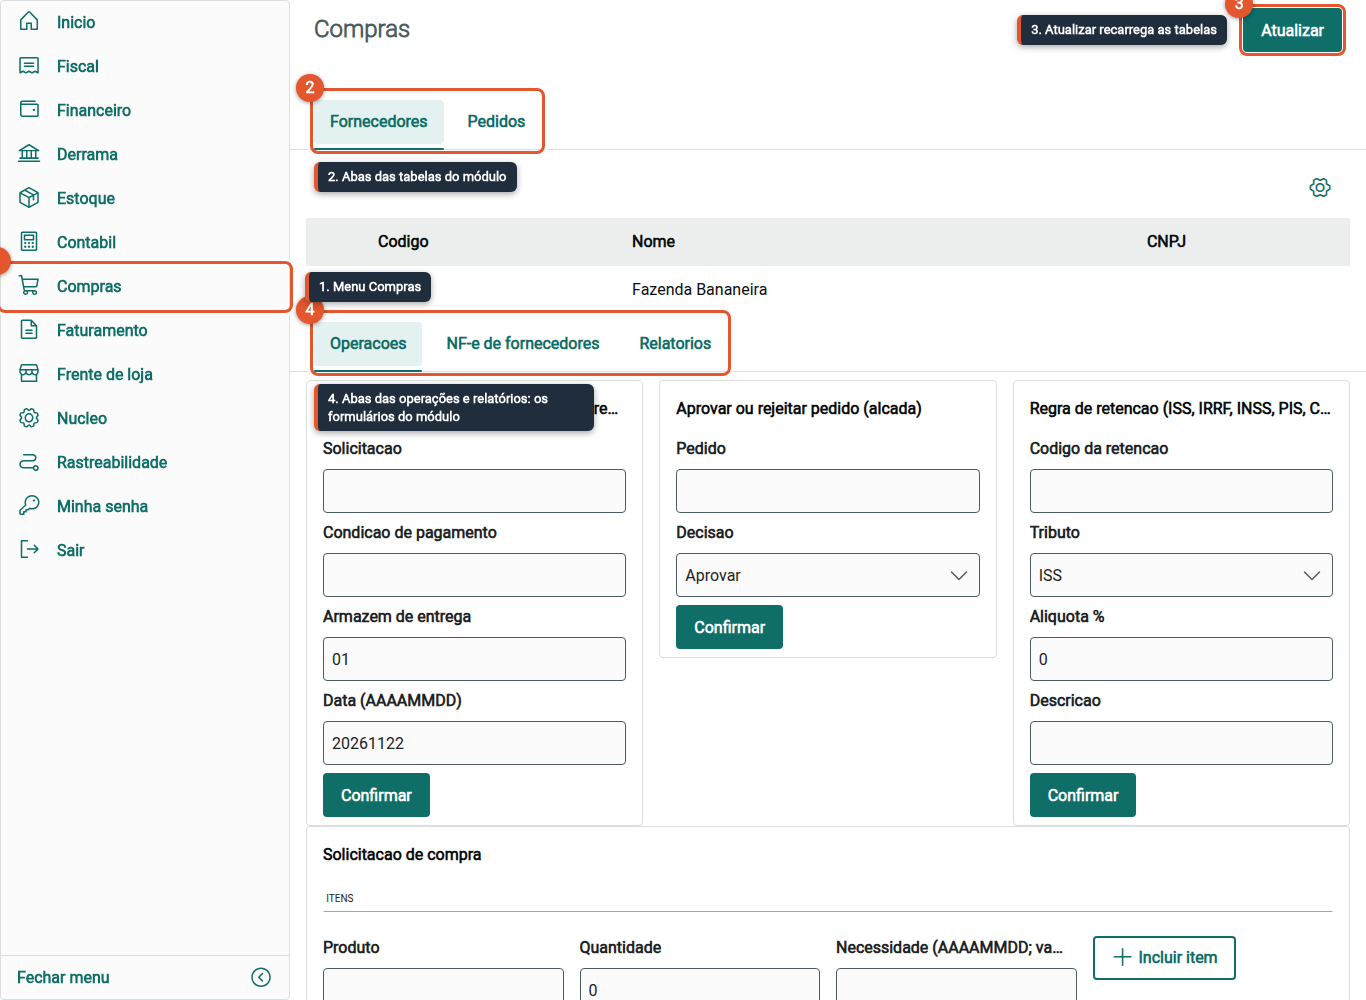 Inicio
Fiscal
Financeiro
Derrama
Estoque
Contabil
Compras
Faturamento
Frente de loja
Nucleo
Rastreabilidade
Minha senha
Sair
Fechar menu
Compras
3. Atualizar recarrega as tabelas
3
Atualizar
2
Fornecedores Pedidos
2. Abas das tabelas do módulo
Codigo Nome CNPJ
1. Menu Compras
Fazenda Bananeira
4
Operacoes NF-e de fornecedores Relatorios
4. Abas das operações e relatórios: os
formulários do módulo
re...
Solicitacao
Condicao de pagamento
Armazem de entrega
01
Data (AAAAMMDD)
20261122
Confirmar
Aprovar ou rejeitar pedido (alcada)
Pedido
Decisao
Aprovar
Confirmar
Regra de retencao (ISS, IRRF, INSS, PIS, C...
Codigo da retencao
Tributo
ISS
Aliquota %
0
Descricao
Confirmar
Solicitacao de compra
ITENS
Produto Quantidade Necessidade (AAAAMMDD; va...
0
Incluir item